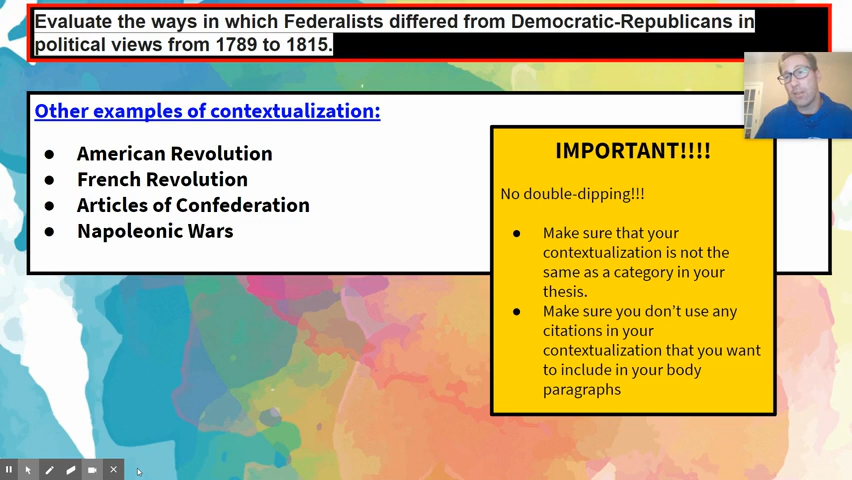 Evaluate the ways in which Federalists differed from Democratic-Republicans in
political views from 1789 to 1815.
Other examples of contextualization:
● American Revolution
● French Revolution
● Articles of Confederation
● Napoleonic Wars
IMPORTANT!!!!
No double-dipping!!!
● Make sure that your
contextualization is not the
same as a category in your
thesis.
● Make sure you don’t use any
citations in your
contextualization that you want
to include in your body
paragraphs